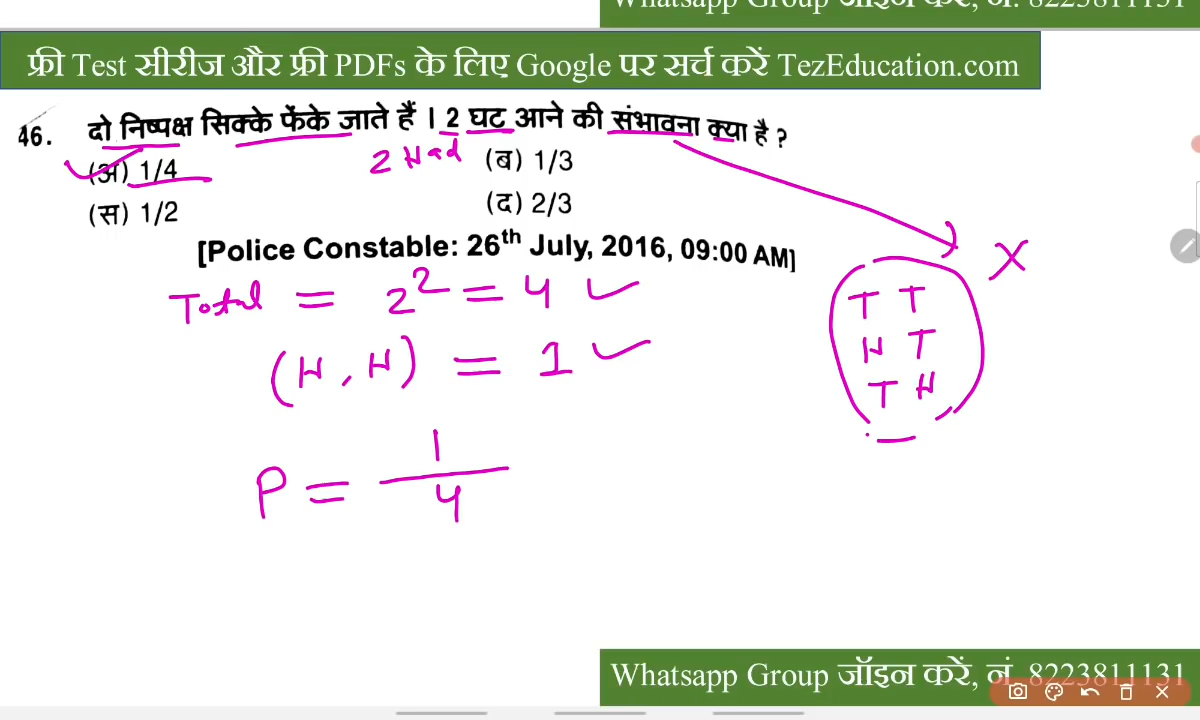 Whatsapp Group जॉइन करें, नं. 8223811131
फ्री Test सीरीज और फ्री PDFs के लिए Google पर सर्च करें TezEducation.com
46. दो निष्पक्ष सिक्के फेंके जाते हैं । 2 घट आने की संभावना क्या है ?
2 Had
(अ) 1/4 (ब) 1/3
(स) 1/2 (द) 2/3
[Police Constable: 26th July, 2016, 09:00 AM]
X
Total = 2² = 4 ✓
T T
(H, H) = 1 ✓
H T
T H
P = 1/4
Whatsapp Group जॉइन करें, नं. 8223811131